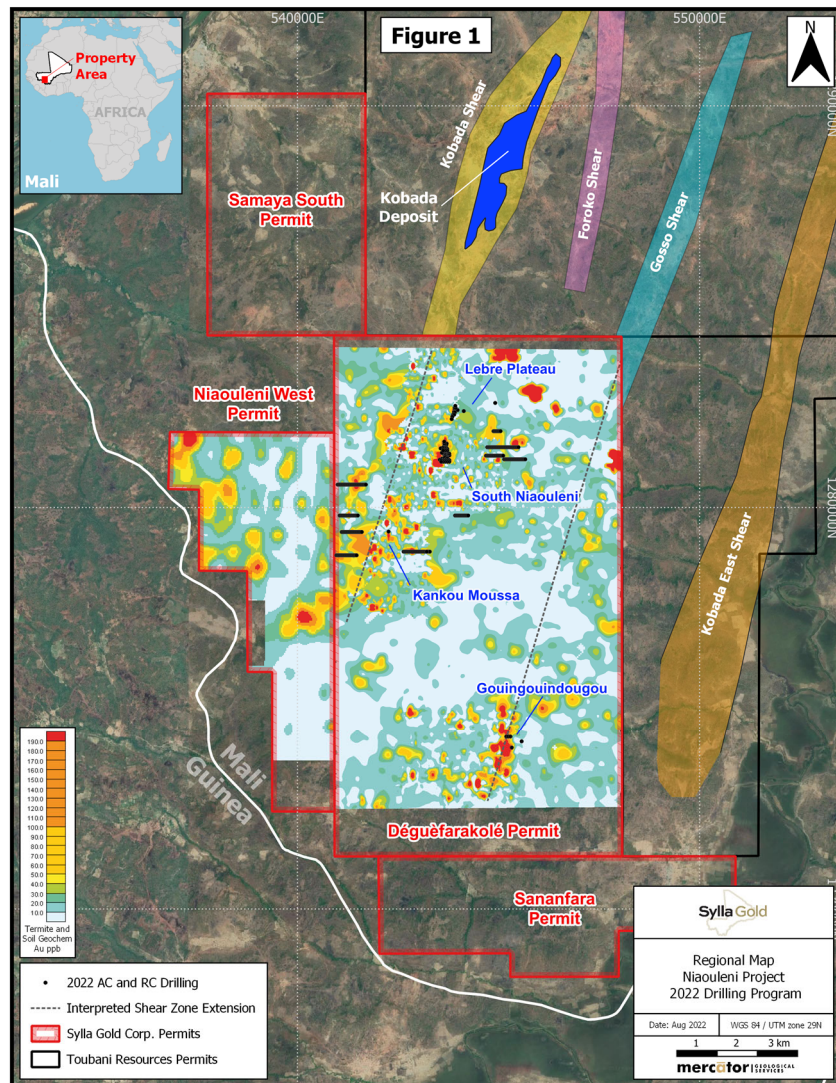 540000E
550000E
Figure 1
N
Property
Area
AFRICA
Mali
Samaya South
Permit
Kobada Shear
Kobada
Deposit
Foroko Shear
Gosso Shear
Kobada East Shear
Niaouleni West
Permit
Lebre Plateau
South Niaouleni
1280000N
Kankou Moussa
Gouingouindougou
Mali
Guinea
Déguèfarakolé Permit
Sananfara
Permit
190.0
180.0
170.0
160.0
150.0
140.0
130.0
120.0
110.0
100.0
90.0
80.0
70.0
60.0
50.0
40.0
30.0
20.0
10.0
Termite and
Soil Geochem
Au ppb
2022 AC and RC Drilling
Interpreted Shear Zone Extension
Sylla Gold Corp. Permits
Toubani Resources Permits
Sylla Gold
Regional Map
Niaouleni Project
2022 Drilling Program
Date: Aug 2022
WGS 84 / UTM zone 29N
1 2 3 km
mercator GEOLOGICAL
SERVICES